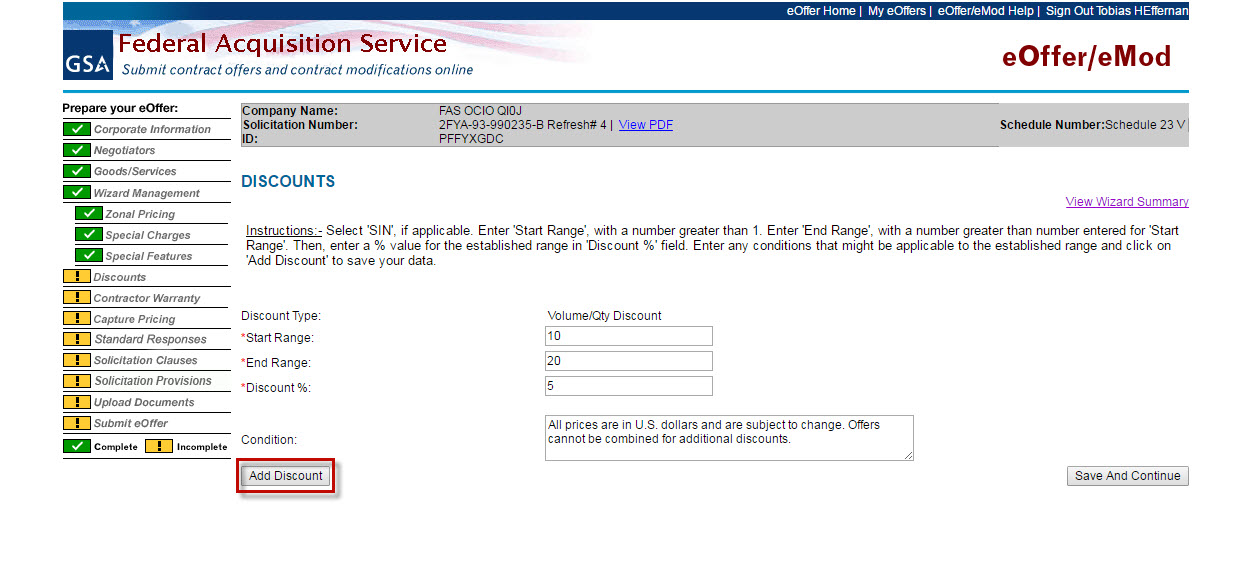 eOffer Home | My eOffers | eOffer/eMod Help | Sign Out Tobias HEffernan
GSA
Federal Acquisition Service
Submit contract offers and contract modifications online
eOffer/eMod
Prepare your eOffer:
Corporate Information
Negotiators
Goods/Services
Wizard Management
Zonal Pricing
Special Charges
Special Features
! Discounts
! Contractor Warranty
! Capture Pricing
! Standard Responses
! Solicitation Clauses
! Solicitation Provisions
! Upload Documents
! Submit eOffer
Complete ! Incomplete
Company Name: FAS OCIO QI0J
Solicitation Number: 2FYA-93-990235-B Refresh# 4 | View PDF
Schedule Number:Schedule 23 V
ID: PFFYXGDC
DISCOUNTS
View Wizard Summary
Instructions:- Select 'SIN', if applicable. Enter 'Start Range', with a number greater than 1. Enter 'End Range', with a number greater than number entered for 'Start
Range'. Then, enter a % value for the established range in 'Discount %' field. Enter any conditions that might be applicable to the established range and click on
'Add Discount' to save your data.
Discount Type: Volume/Qty Discount
*Start Range: 10
*End Range: 20
*Discount %: 5
Condition:
All prices are in U.S. dollars and are subject to change. Offers
cannot be combined for additional discounts.
Add Discount
Save And Continue